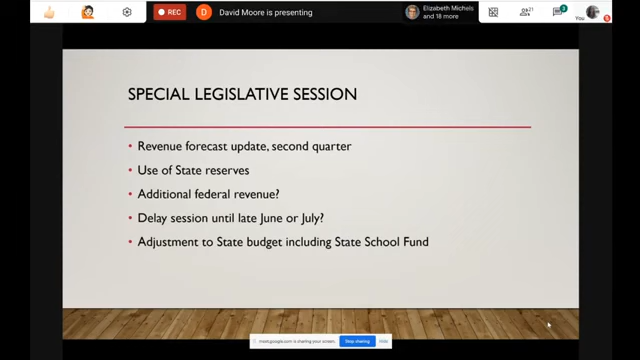 REC
D
David Moore is presenting
Elizabeth Michels
and 18 more
21
You
SPECIAL LEGISLATIVE SESSION
• Revenue forecast update, second quarter
• Use of State reserves
• Additional federal revenue?
• Delay session until late June or July?
• Adjustment to State budget including State School Fund
meet.google.com is sharing your screen.
Stop sharing
Hide